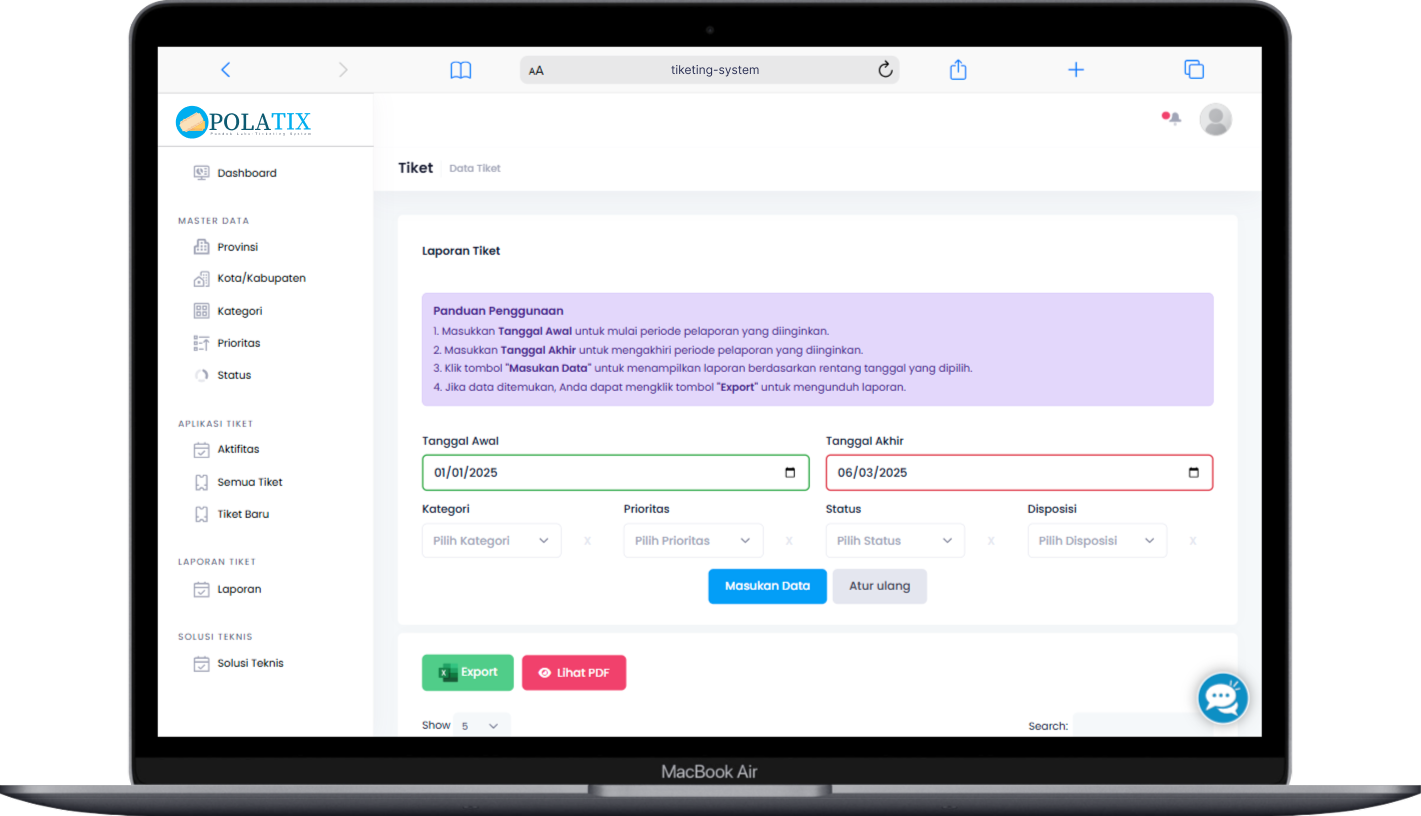 AA
tiketing-system
POLATIX
Dashboard
Tiket
Data Tiket
MASTER DATA
Provinsi
Kota/Kabupaten
Kategori
Prioritas
Status
APLIKASI TIKET
Aktifitas
Semua Tiket
Tiket Baru
LAPORAN TIKET
Laporan
SOLUSI TEKNIS
Solusi Teknis
Laporan Tiket
Panduan Penggunaan
1. Masukkan Tanggal Awal untuk mulai periode pelaporan yang diinginkan.
2. Masukkan Tanggal Akhir untuk mengakhiri periode pelaporan yang diinginkan.
3. Klik tombol "Masukan Data" untuk menampilkan laporan berdasarkan rentang tanggal yang dipilih.
4. Jika data ditemukan, Anda dapat mengklik tombol "Export" untuk mengunduh laporan.
Tanggal Awal
Tanggal Akhir
01/01/2025
06/03/2025
Kategori
Prioritas
Status
Disposisi
Pilih Kategori
x
Pilih Prioritas
x
Pilih Status
x
Pilih Disposisi
x
Masukan Data
Atur ulang
Export
Lihat PDF
Show 5
Search:
MacBook Air